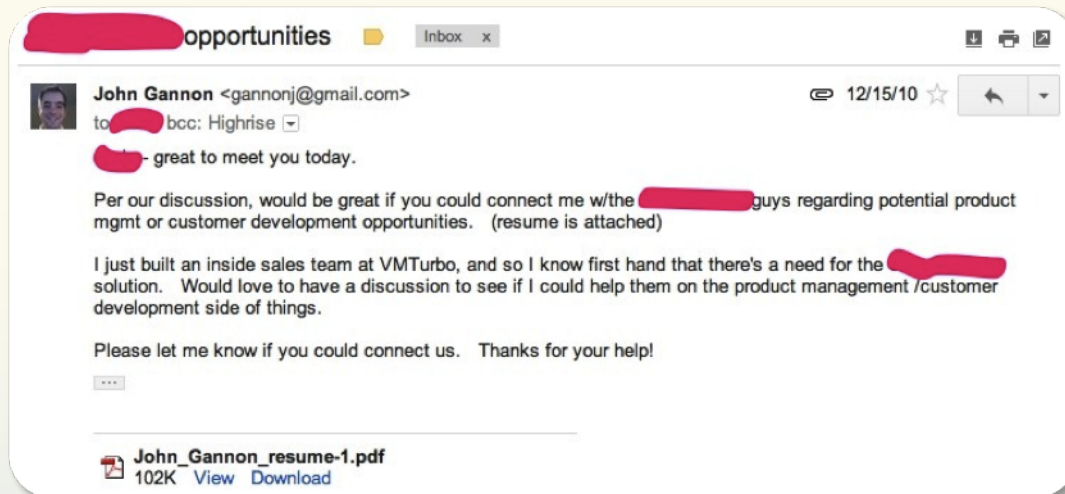 opportunities Inbox x
John Gannon <gannonj@gmail.com> 12/15/10
to bcc: Highrise
- great to meet you today.
Per our discussion, would be great if you could connect me w/the guys regarding potential product
mgmt or customer development opportunities. (resume is attached)
I just built an inside sales team at VMTurbo, and so I know first hand that there's a need for the
solution. Would love to have a discussion to see if I could help them on the product management /customer
development side of things.
Please let me know if you could connect us. Thanks for your help!
...
John_Gannon_resume-1.pdf
102K View Download